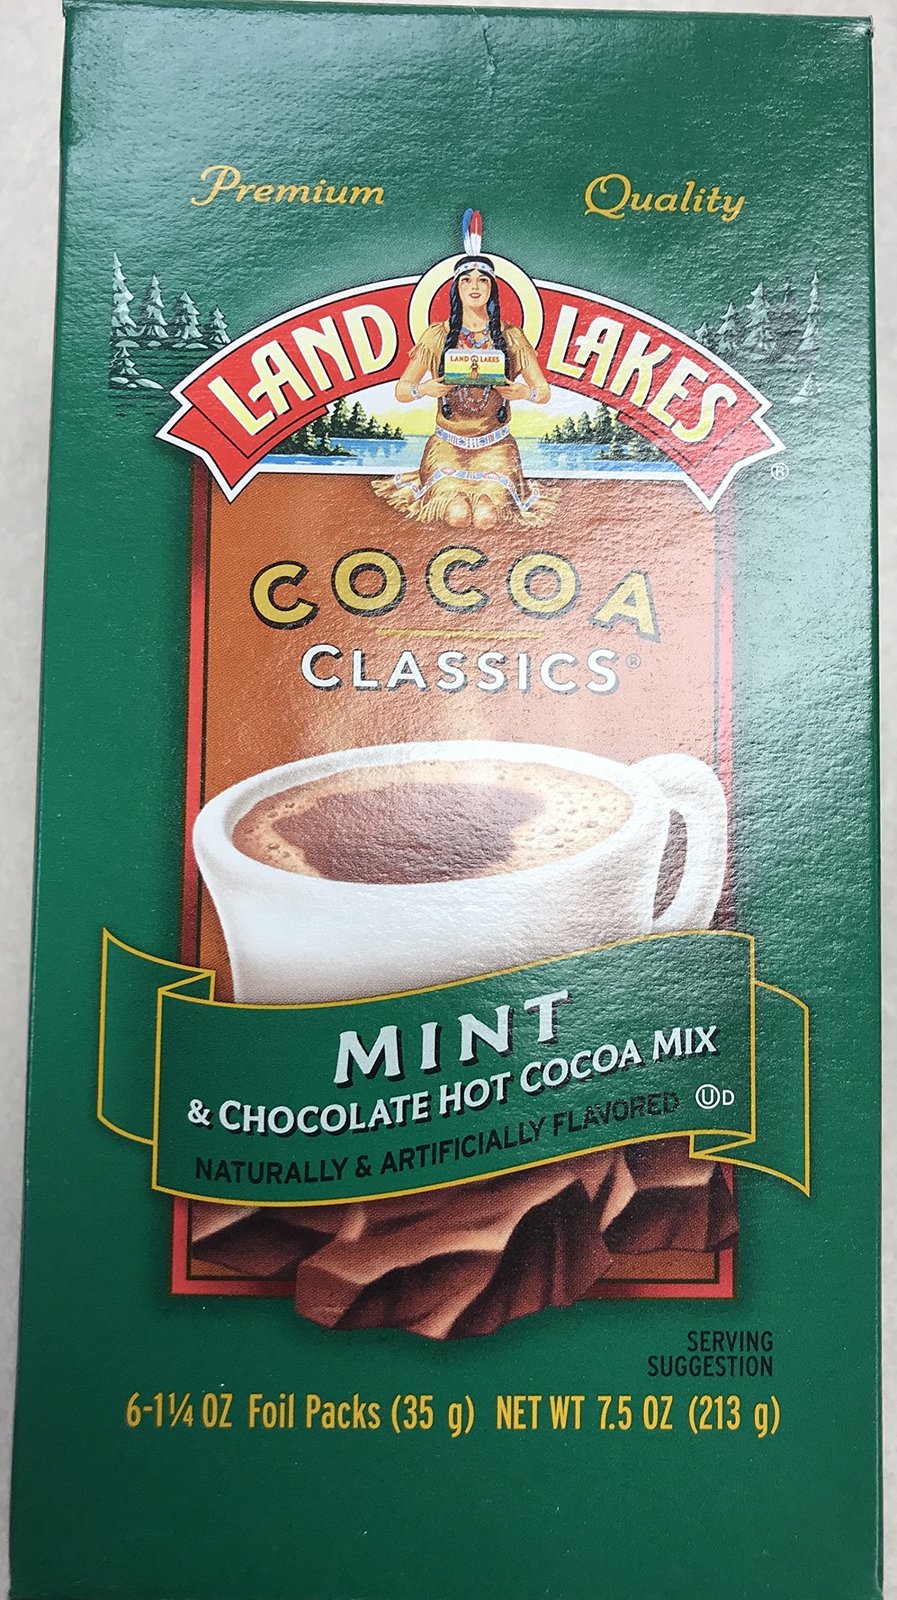 Premium Quality
LAND O LAKES
LAND O LAKES
®
COCOA
CLASSICS®
MINT
& CHOCOLATE HOT COCOA MIX
NATURALLY & ARTIFICIALLY FLAVORED Ⓤ D
SERVING
SUGGESTION
6-1¼ OZ Foil Packs (35 g) NET WT 7.5 OZ (213 g)